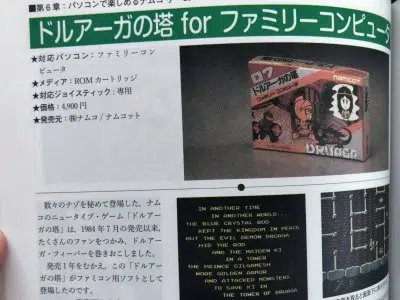 ■第6章:パソコンで楽しめるナムコ
ドルアーガの塔 for ファミリーコンピュータ
★対応パソコン:ファミリーコン
ピュータ
★メディア:ROMカートリッジ
★対応ジョイスティック:専用
★価格:4,900円
★発売元:㈱ナムコ/ナムコット
namcot
07
ドルアーガの塔
DRUAGA
数々のナゾを秘めて登場した、ナム
コのニュータイプ・ゲーム「ドルアー
ガの塔」は、1984年7月の発売以来、
たくさんのファンをつかみ、ドルアー
ガ・フィーバーを巻きおこしました。
発売1年をむかえ、この「ドルアー
ガの塔」がファミコン用ソフトとして
登場したのです。
IN ANOTHER TIME
IN ANOTHER WORLD...
THE BLUE CRYSTAL ROD
KEPT THE KINGDOM IN PEACE
BUT THE EVIL DEMON DRUAGA
HID THE ROD
AND THE MAIDEN KI
IN A TOWER
THE PRINCE GILGAMESH
WORE GOLDEN ARMOR
AND ATTACKED MONSTERS
TO SAVE KI IN
THE TOWER OF DRUAGA